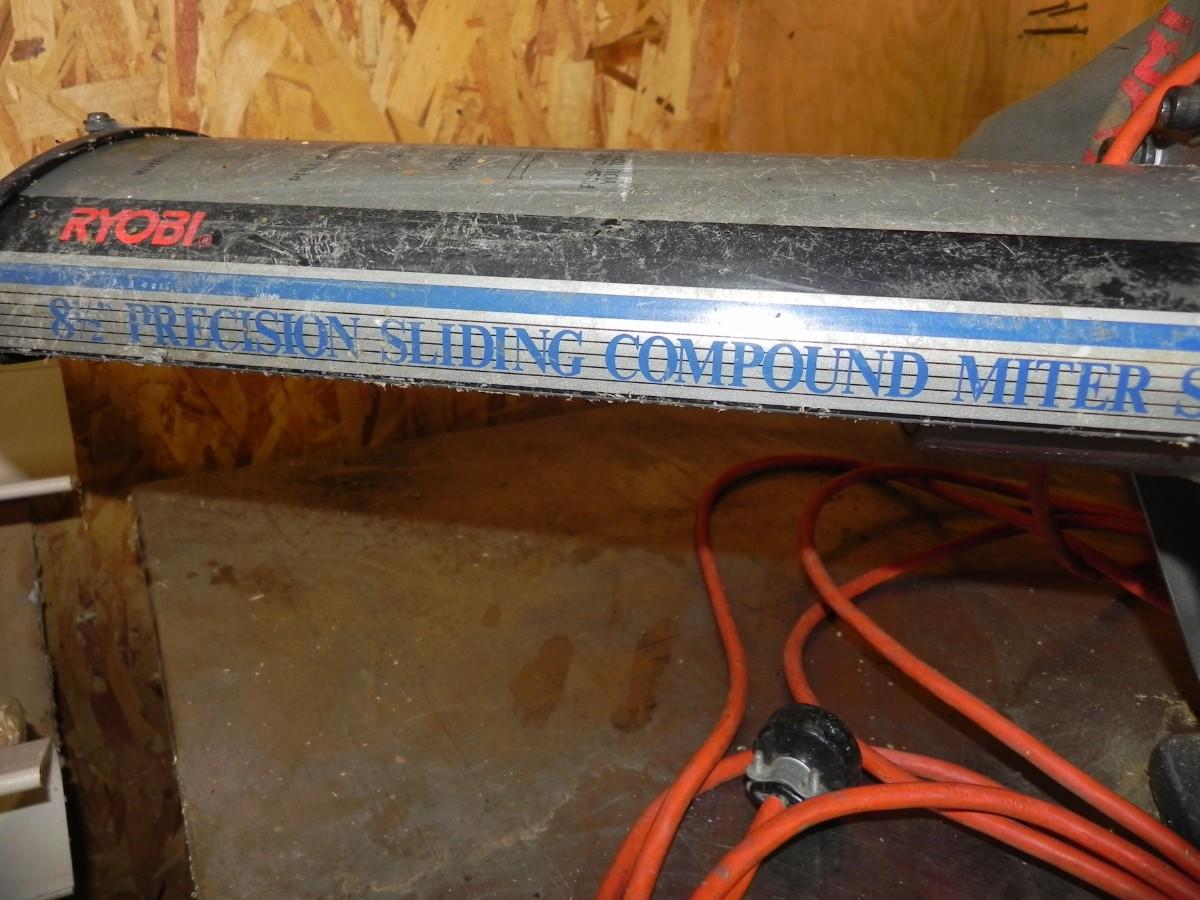 RYOBI
8½" PRECISION SLIDING COMPOUND MITER S